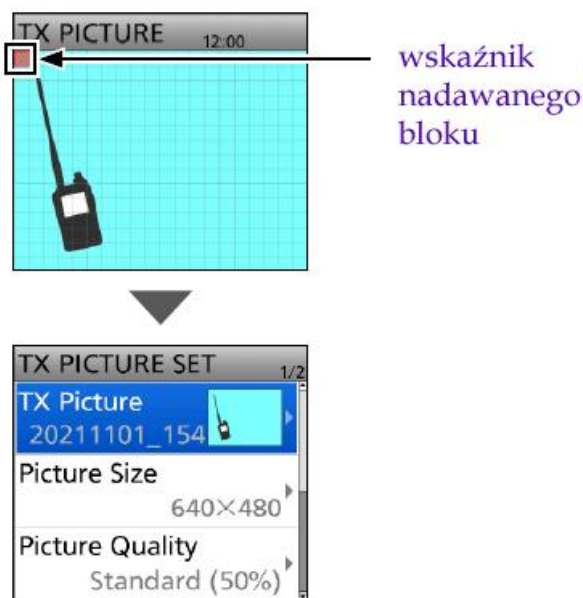 TX PICTURE 12:00
wskaźnik
nadawanego
bloku
TX PICTURE SET 1/2
TX Picture
20211101_154
Picture Size
640×480
Picture Quality
Standard (50%)